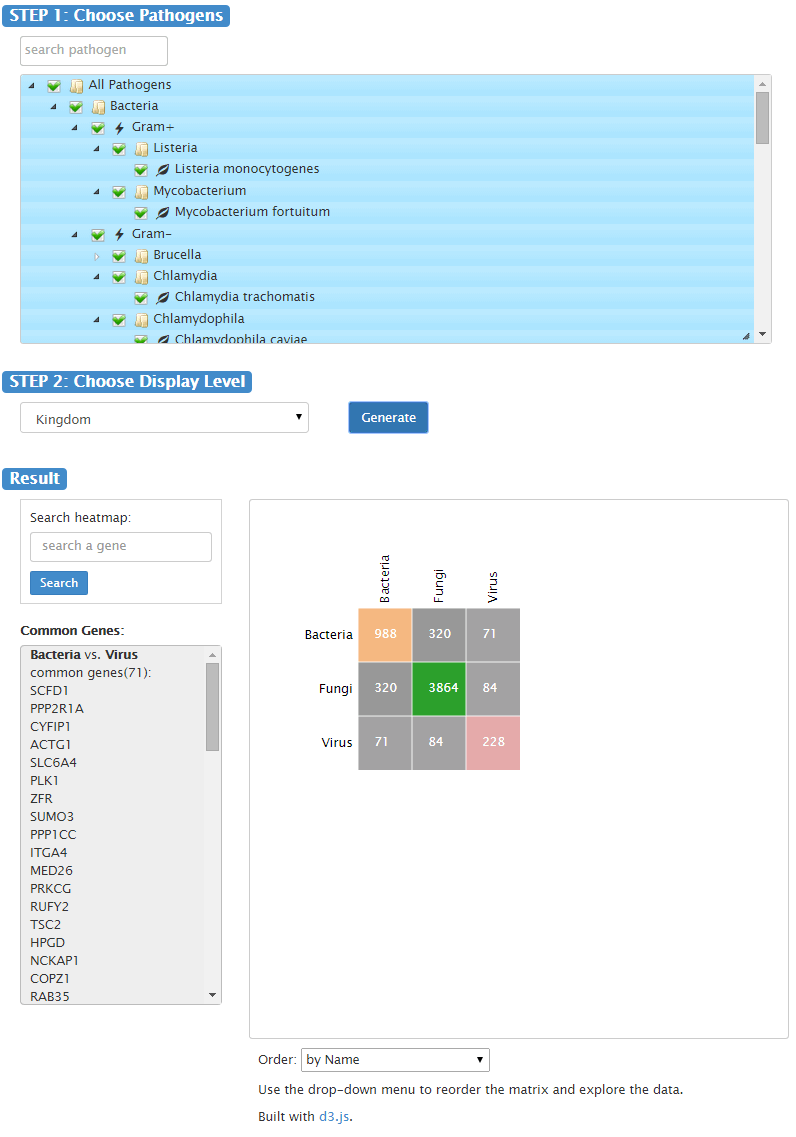 STEP 1: Choose Pathogens
search pathogen
All Pathogens
Bacteria
Gram+
Listeria
Listeria monocytogenes
Mycobacterium
Mycobacterium fortuitum
Gram-
Brucella
Chlamydia
Chlamydia trachomatis
Chlamydophila
Chlamydophila caviae
STEP 2: Choose Display Level
Kingdom
Generate
Result
Search heatmap:
search a gene
Search
Common Genes:
Bacteria vs. Virus
common genes(71):
SCFD1
PPP2R1A
CYFIP1
ACTG1
SLC6A4
PLK1
ZFR
SUMO3
PPP1CC
ITGA4
MED26
PRKCG
RUFY2
TSC2
HPGD
NCKAP1
COPZ1
RAB35
Bacteria Fungi Virus
Bacteria 988 320 71
Fungi 320 3864 84
Virus 71 84 228
Order: by Name
Use the drop-down menu to reorder the matrix and explore the data.
Built with d3.js.